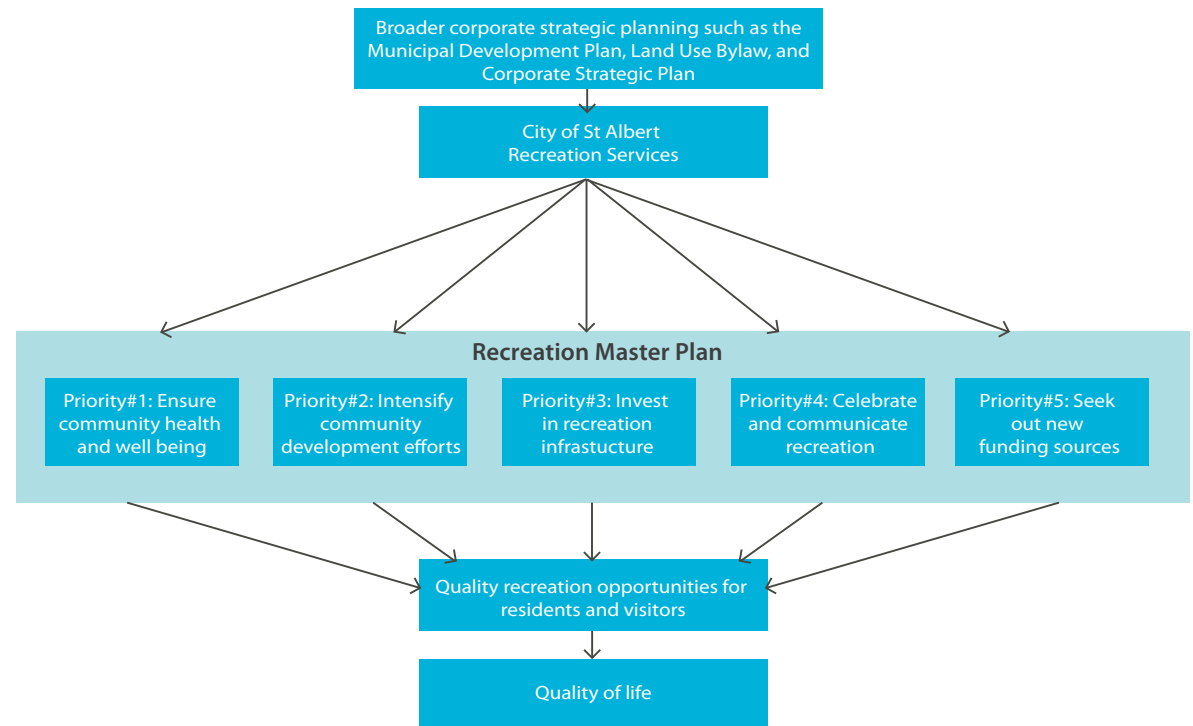 Broader corporate strategic planning such as the
Municipal Development Plan, Land Use Bylaw, and
Corporate Strategic Plan
City of St Albert
Recreation Services
Recreation Master Plan
Priority#1: Ensure
community health
and well being
Priority#2: Intensify
community
development efforts
Priority#3: Invest
in recreation
infrastucture
Priority#4: Celebrate
and communicate
recreation
Priority#5: Seek
out new
funding sources
Quality recreation opportunities for
residents and visitors
Quality of life